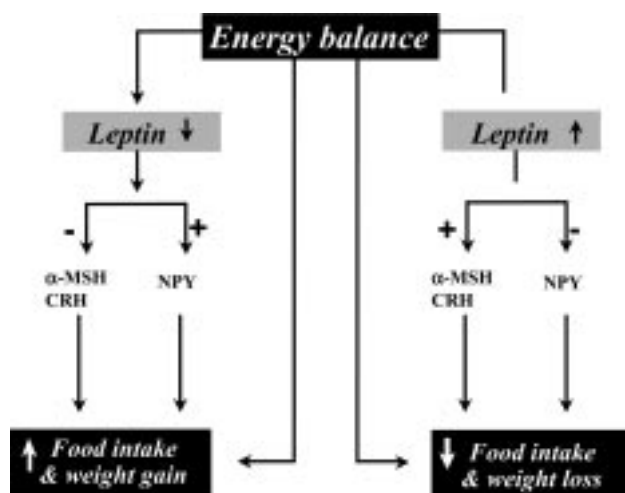 Energy balance
Leptin ↓
Leptin ↑
- +
+ -
α-MSH
CRH
NPY
α-MSH
CRH
NPY
↑ Food intake
& weight gain
↓ Food intake
& weight loss